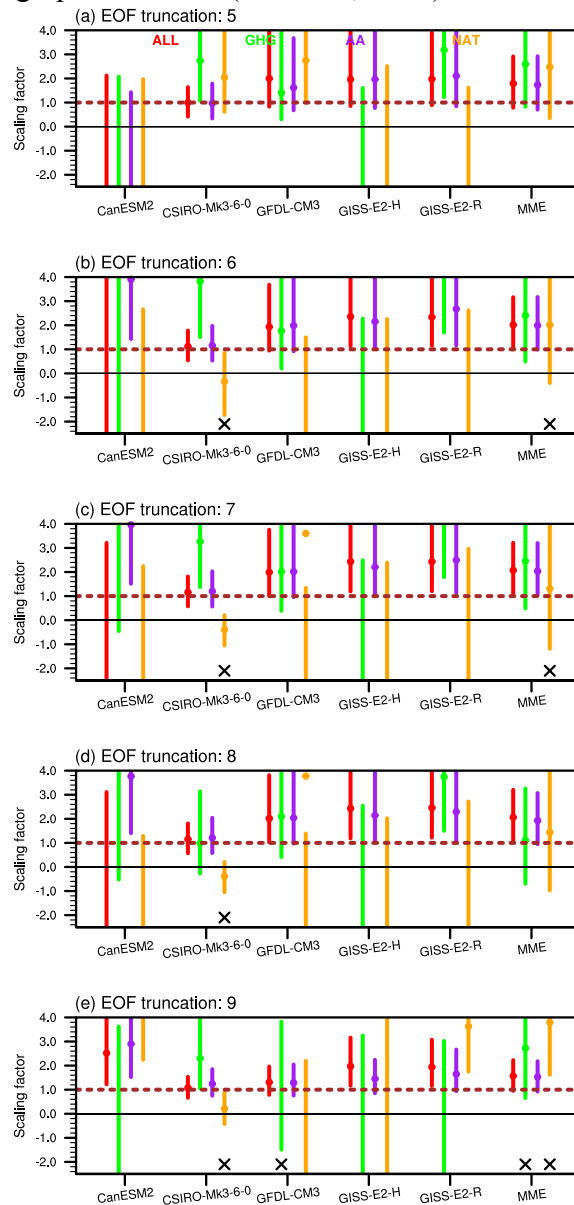 (a) EOF truncation: 5
ALL GHG AA NAT
4.0
3.0
2.0
1.0
0.0
-1.0
-2.0
Scaling factor
CanESM2 CSIRO-Mk3-6-0 GFDL-CM3 GISS-E2-H GISS-E2-R MME
(b) EOF truncation: 6
4.0
3.0
2.0
1.0
0.0
-1.0
-2.0
Scaling factor
CanESM2 CSIRO-Mk3-6-0 GFDL-CM3 GISS-E2-H GISS-E2-R MME
(c) EOF truncation: 7
4.0
3.0
2.0
1.0
0.0
-1.0
-2.0
Scaling factor
CanESM2 CSIRO-Mk3-6-0 GFDL-CM3 GISS-E2-H GISS-E2-R MME
(d) EOF truncation: 8
4.0
3.0
2.0
1.0
0.0
-1.0
-2.0
Scaling factor
CanESM2 CSIRO-Mk3-6-0 GFDL-CM3 GISS-E2-H GISS-E2-R MME
(e) EOF truncation: 9
4.0
3.0
2.0
1.0
0.0
-1.0
-2.0
Scaling factor
CanESM2 CSIRO-Mk3-6-0 GFDL-CM3 GISS-E2-H GISS-E2-R MME